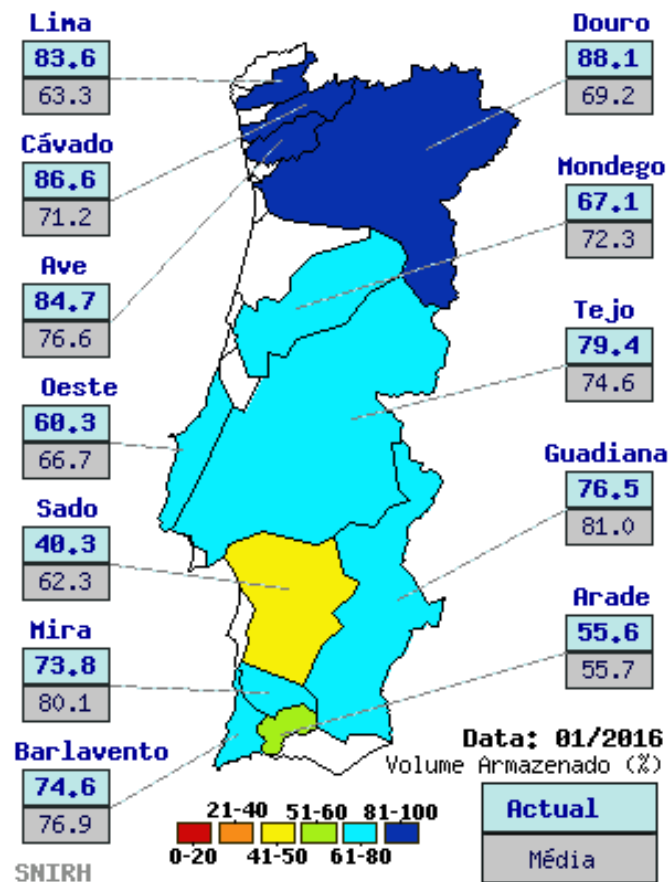 Lima
83.6
63.3
Cávado
86.6
71.2
Ave
84.7
76.6
Oeste
60.3
66.7
Sado
40.3
62.3
Mira
73.8
80.1
Barlavento
74.6
76.9
SNIRH
Douro
88.1
69.2
Mondego
67.1
72.3
Tejo
79.4
74.6
Guadiana
76.5
81.0
Arade
55.6
55.7
Data: 01/2016
Volume Armazenado (%)
21-40 51-60 81-100
0-20 41-50 61-80
Actual
Média